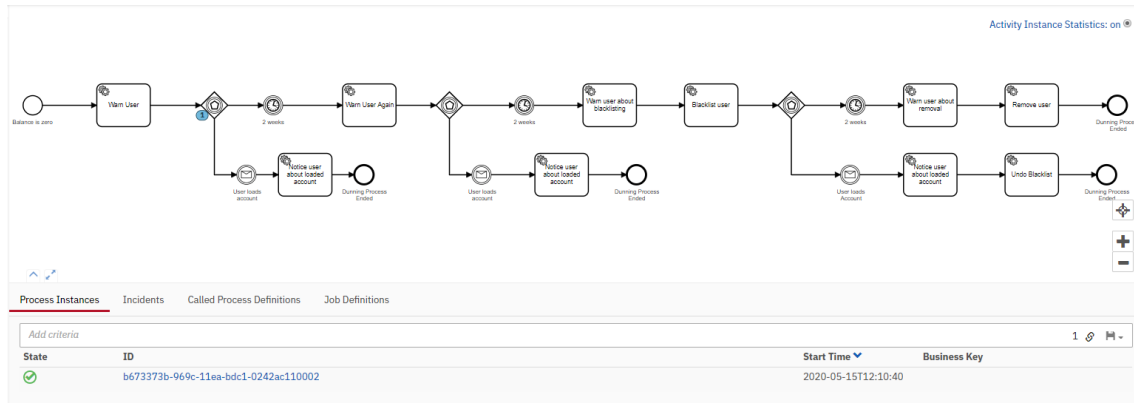 Activity Instance Statistics: on
Warn User
Warn User Again
Warn user about
blacklisting
Blacklist user
Warn user about
removal
Remove user
1
Balance is zero
2 weeks
2 weeks
2 weeks
Dunning Proce
Ended
Notice user
about loaded
account
Notice user
about loaded
account
Notice user
about loaded
account
Undo Blacklist
User loads
account
Dunning Process
Ended
User loads
account
Dunning Process
Ended
User loads
Account
Dunning Process
Ended
Process Instances
Incidents
Called Process Definitions
Job Definitions
Add criteria
1
State
ID
Start Time
Business Key
b673373b-969c-11ea-bdc1-0242ac110002
2020-05-15T12:10:40